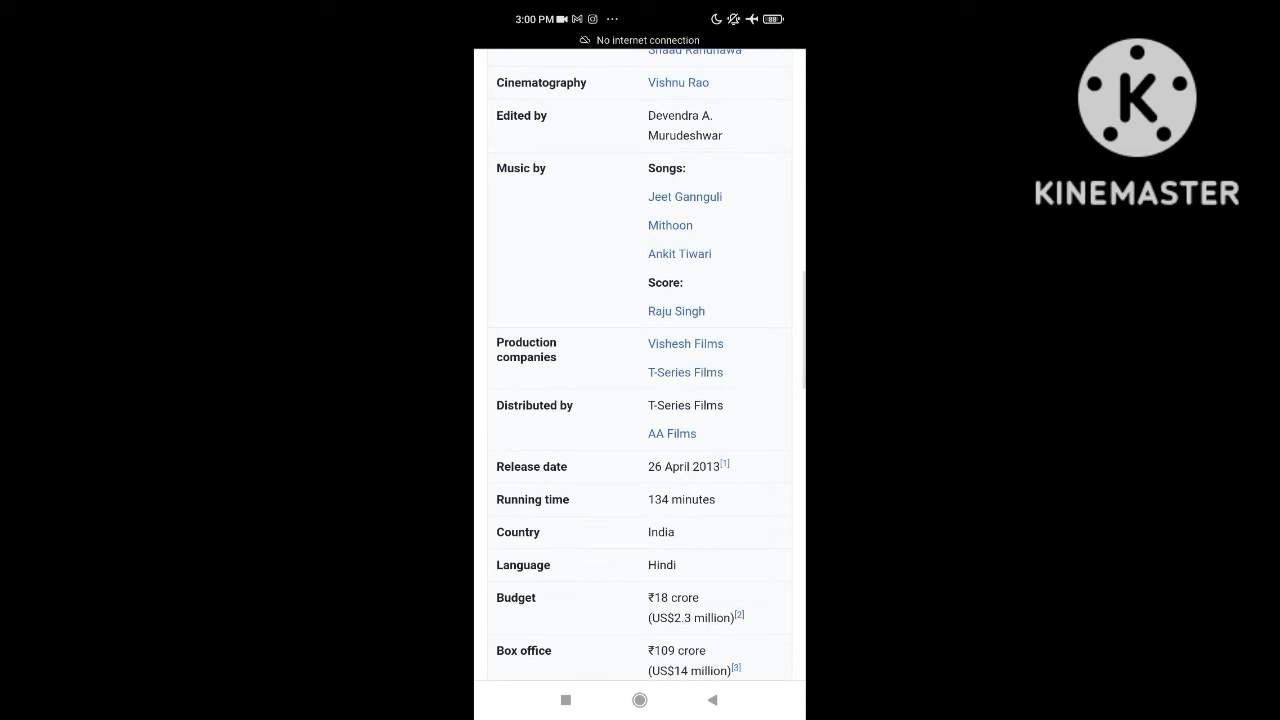 3:00 PM
88
No internet connection
Shaad Randhawa
Cinematography Vishnu Rao
Edited by Devendra A.
Murudeshwar
Music by Songs:
Jeet Gannguli
Mithoon
Ankit Tiwari
Score:
Raju Singh
Production
companies
Vishesh Films
T-Series Films
Distributed by T-Series Films
AA Films
Release date 26 April 2013[1]
Running time 134 minutes
Country India
Language Hindi
Budget ₹18 crore
(US$2.3 million)[2]
Box office ₹109 crore
(US$14 million)[3]
K
KINEMASTER